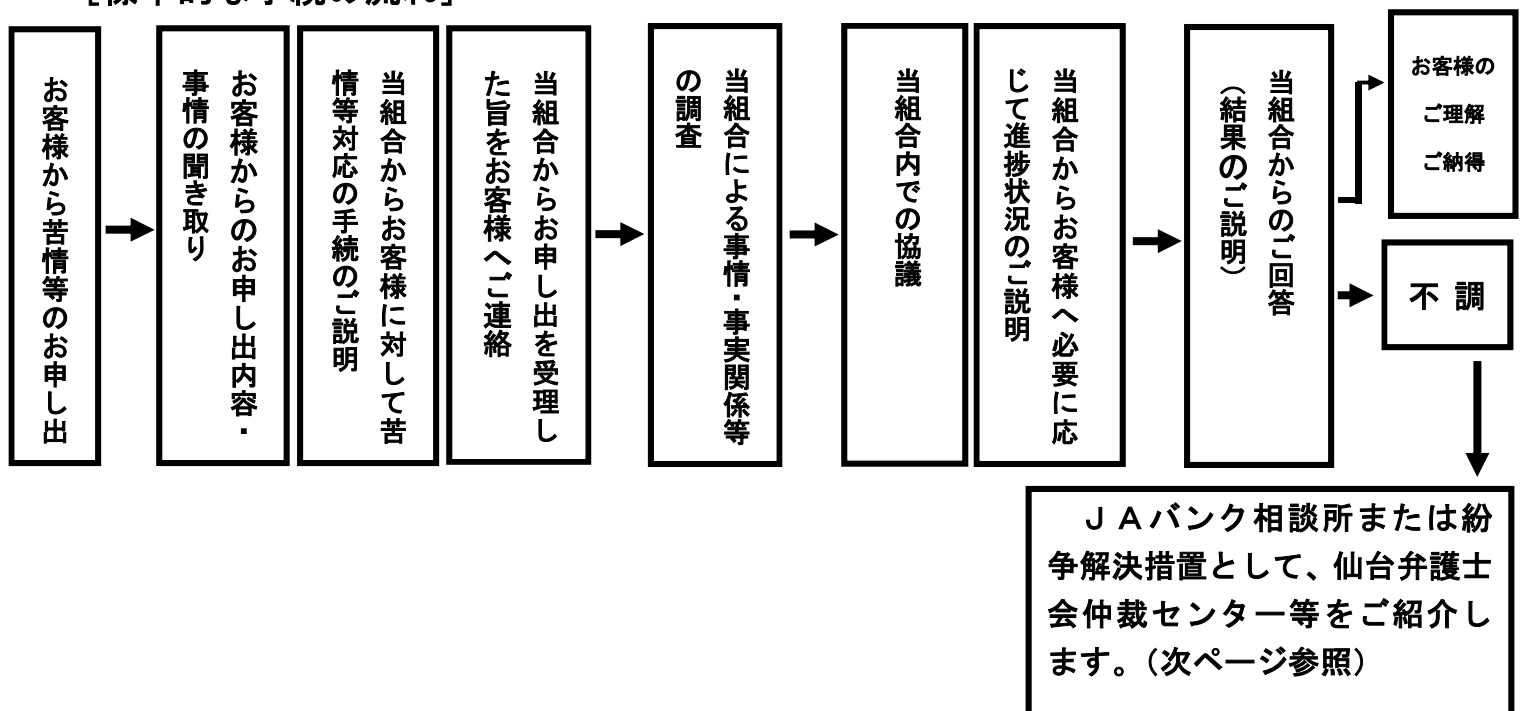 [標準的な手続の流れ]
お客様から苦情等のお申し出
お客様からのお申し出内容・
事情の聞き取り
当組合からお客様に対して苦
情等対応の手続のご説明
当組合からお申し出を受理し
た旨をお客様へご連絡
当組合による事情・事実関係等
の調査
当組合内での協議
当組合からお客様へ必要に応
じて進捗状況のご説明
当組合からのご回答
（結果のご説明）
お客様の
ご理解
ご納得
不 調
ＪＡバンク相談所または紛
争解決措置として、仙台弁護士
会仲裁センター等をご紹介し
ます。（次ページ参照）